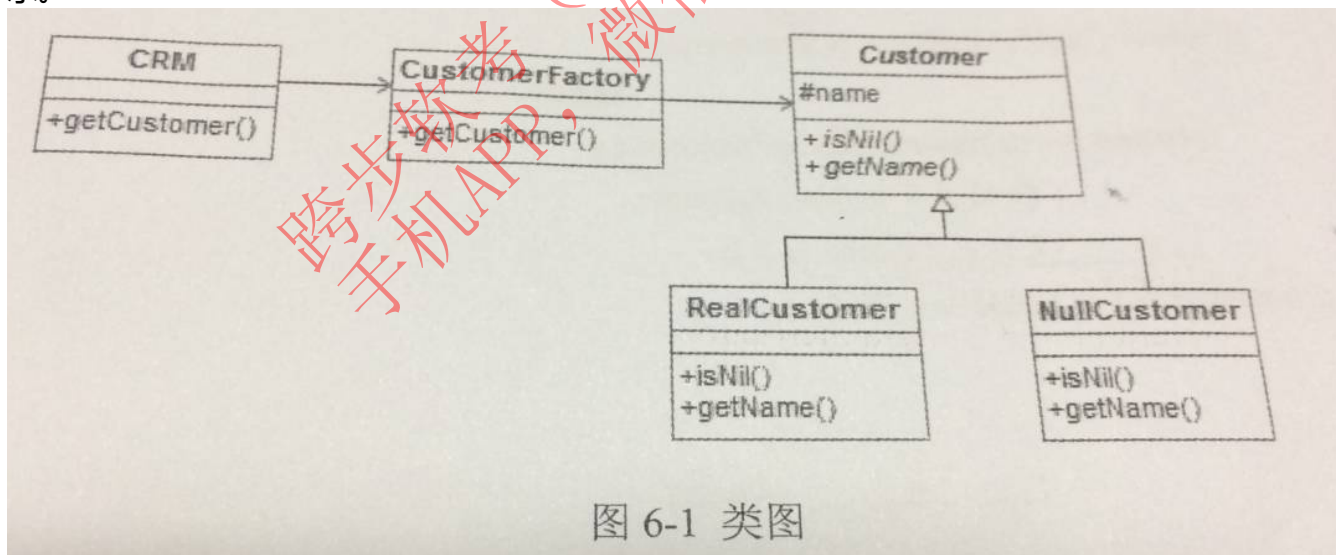 CRM
+getCustomer()
CustomerFactory
+getCustomer()
Customer
#name
+isNil()
+getName()
RealCustomer
+isNil()
+getName()
NullCustomer
+isNil()
+getName()
跨步软考（
手机APP，微信
图 6-1 类图